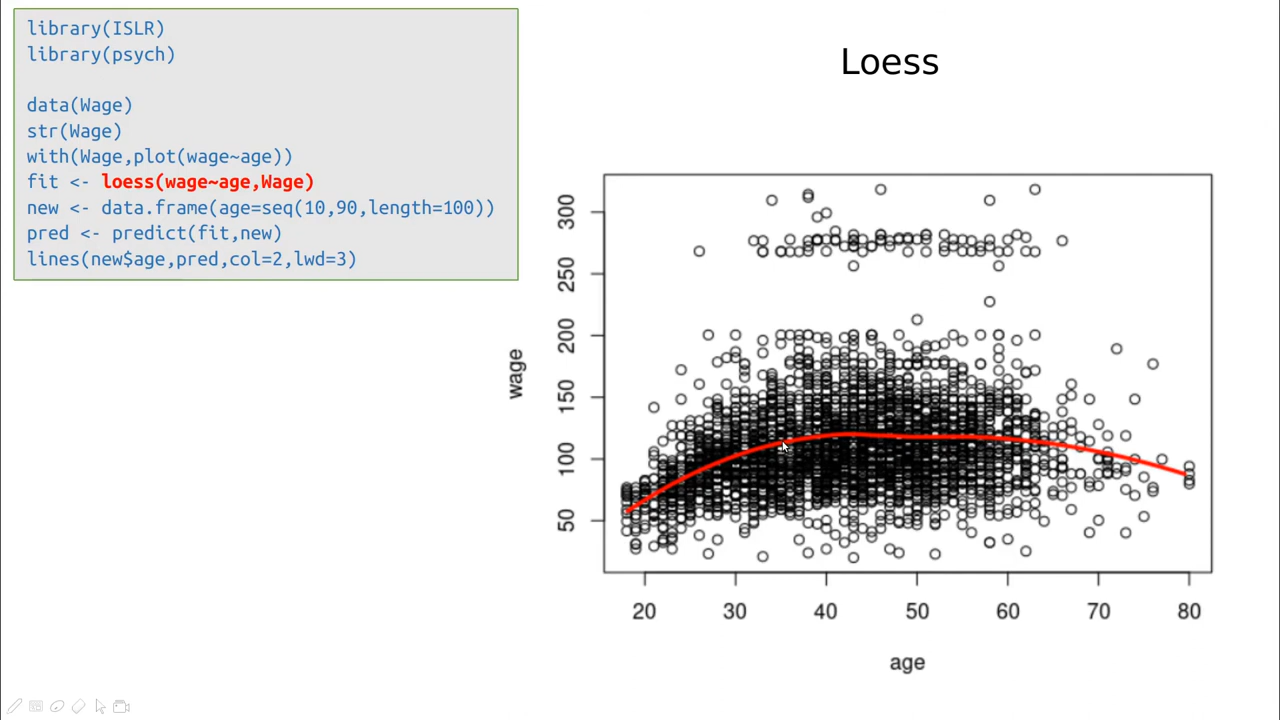 library(ISLR)
library(psych)
data(Wage)
str(Wage)
with(Wage,plot(wage~age))
fit <- loess(wage~age,Wage)
new <- data.frame(age=seq(10,90,length=100))
pred <- predict(fit,new)
lines(new$age,pred,col=2,lwd=3)
Loess
300
250
200
150
100
50
wage
20 30 40 50 60 70 80
age